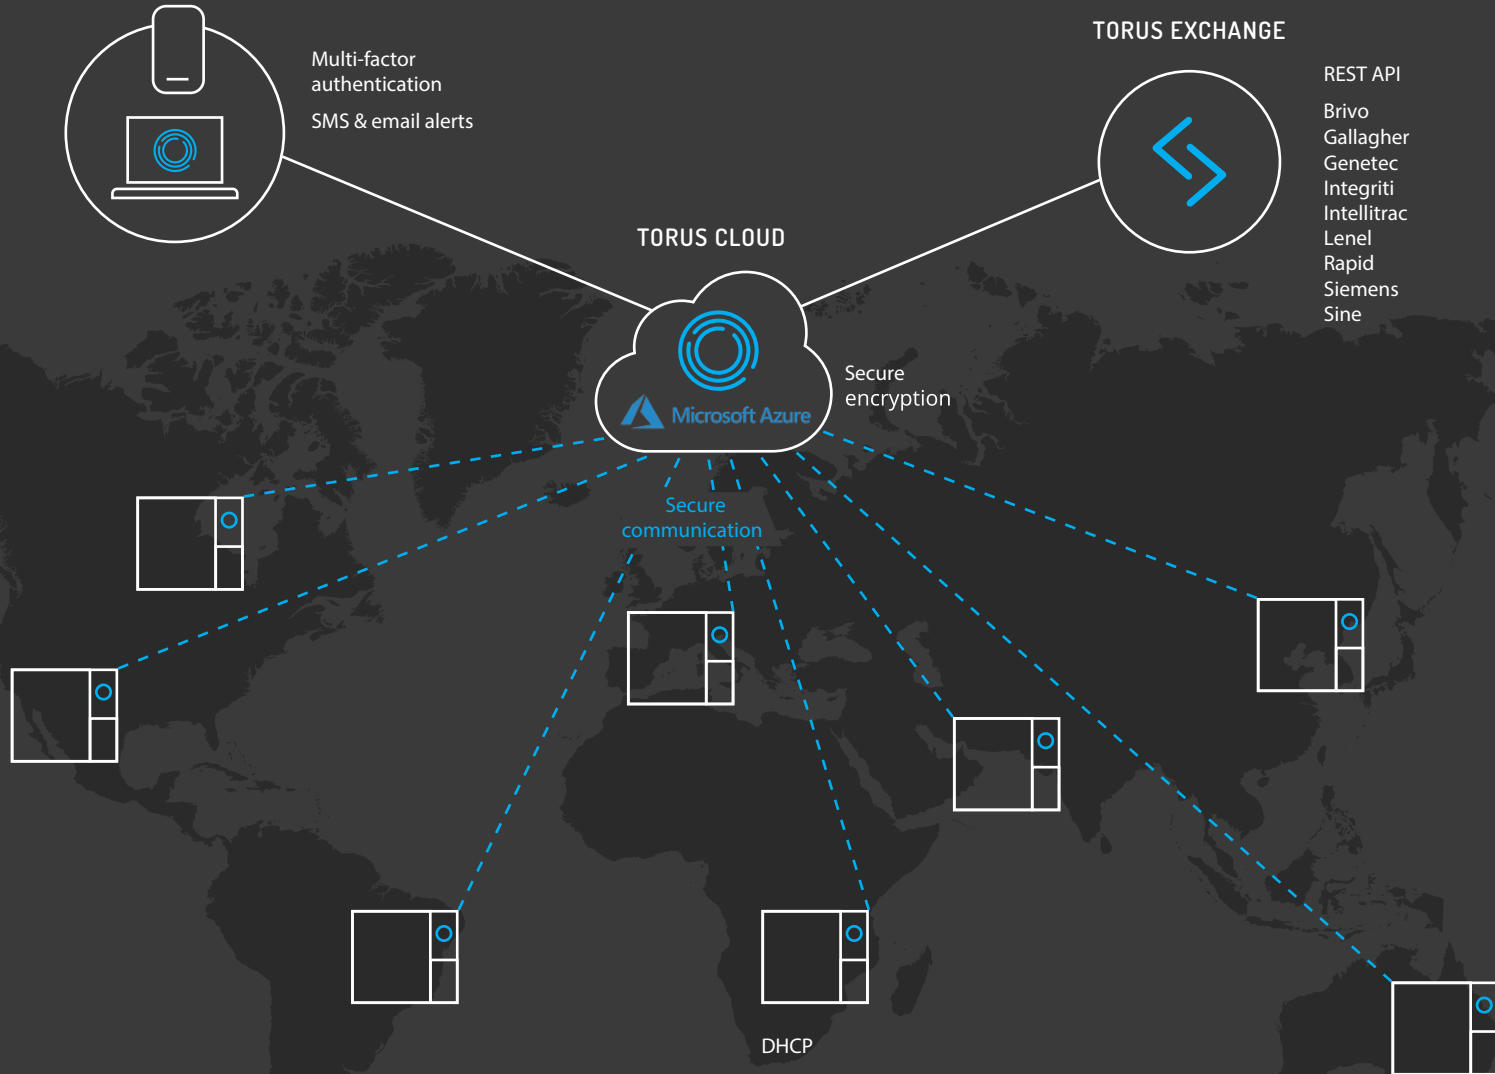 Multi-factor
authentication
SMS & email alerts
TORUS EXCHANGE
REST API
Brivo
Gallagher
Genetec
Integriti
Intellitrac
Lenel
Rapid
Siemens
Sine
TORUS CLOUD
Microsoft Azure
Secure
encryption
Secure
communication
DHCP